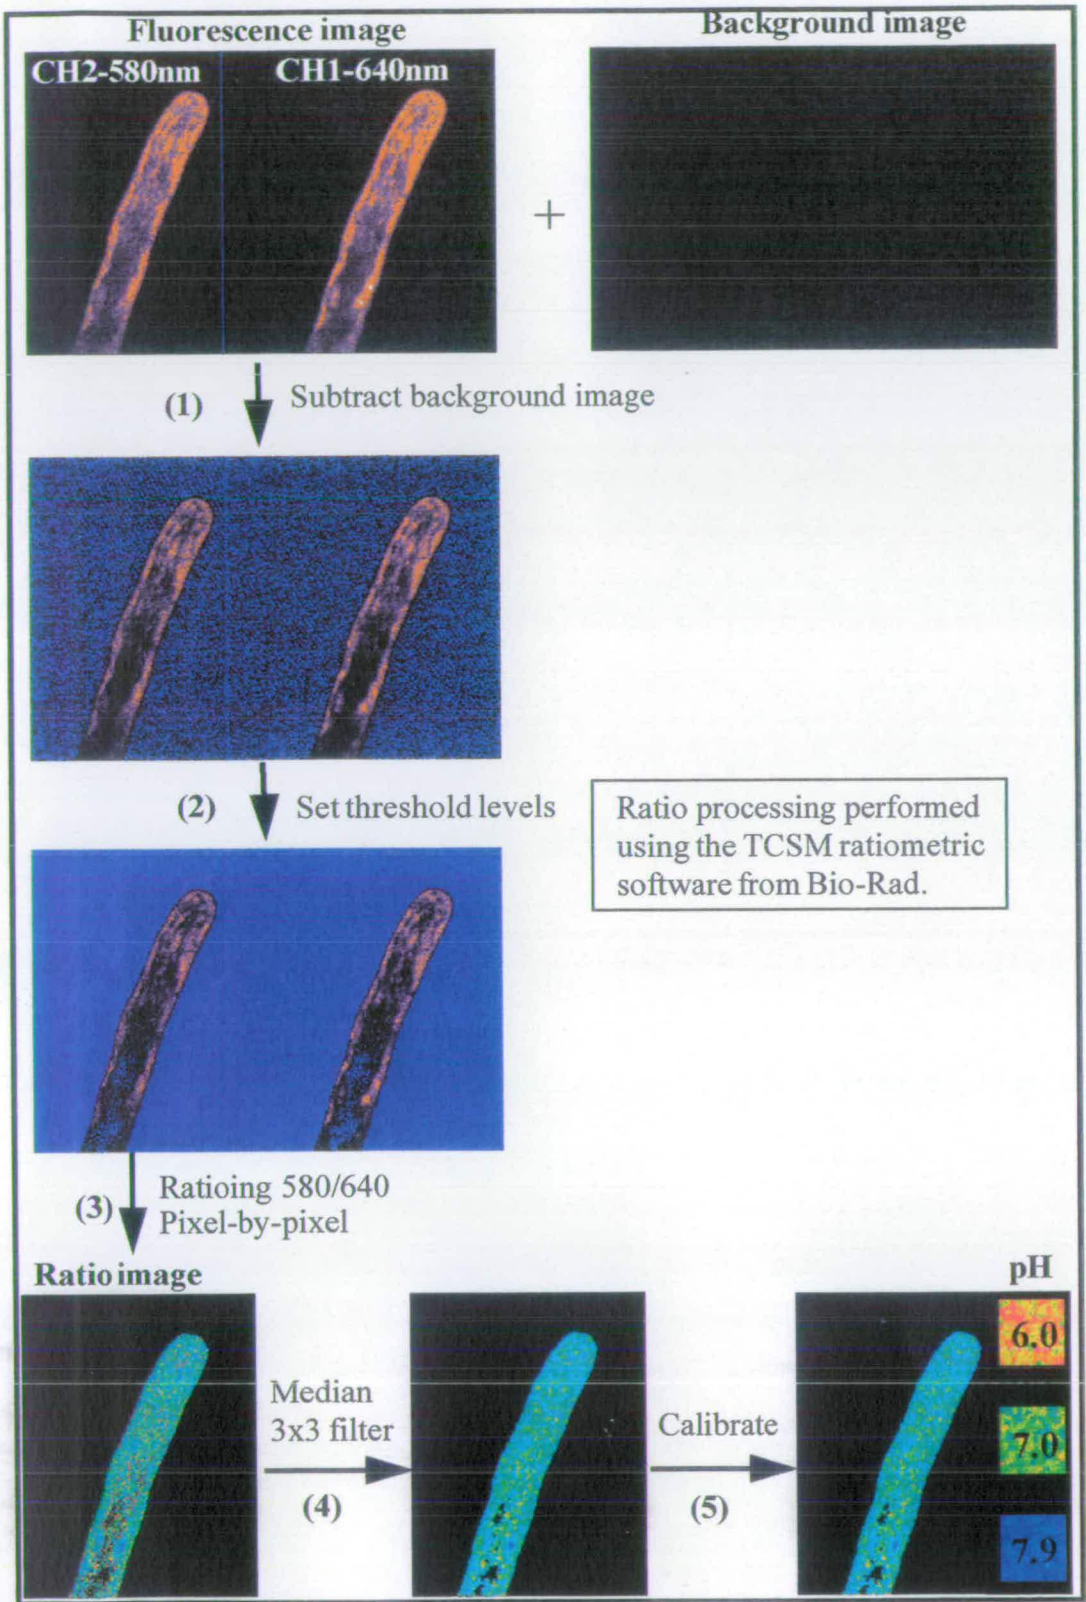 Fluorescence image
Background image
CH2-580nm
CH1-640nm
+
(1)
Subtract background image
(2)
Set threshold levels
Ratio processing performed
using the TCSM ratiometric
software from Bio-Rad.
(3)
Ratioing 580/640
Pixel-by-pixel
Ratio image
pH
Median
3x3 filter
(4)
Calibrate
(5)
6.0
7.0
7.9